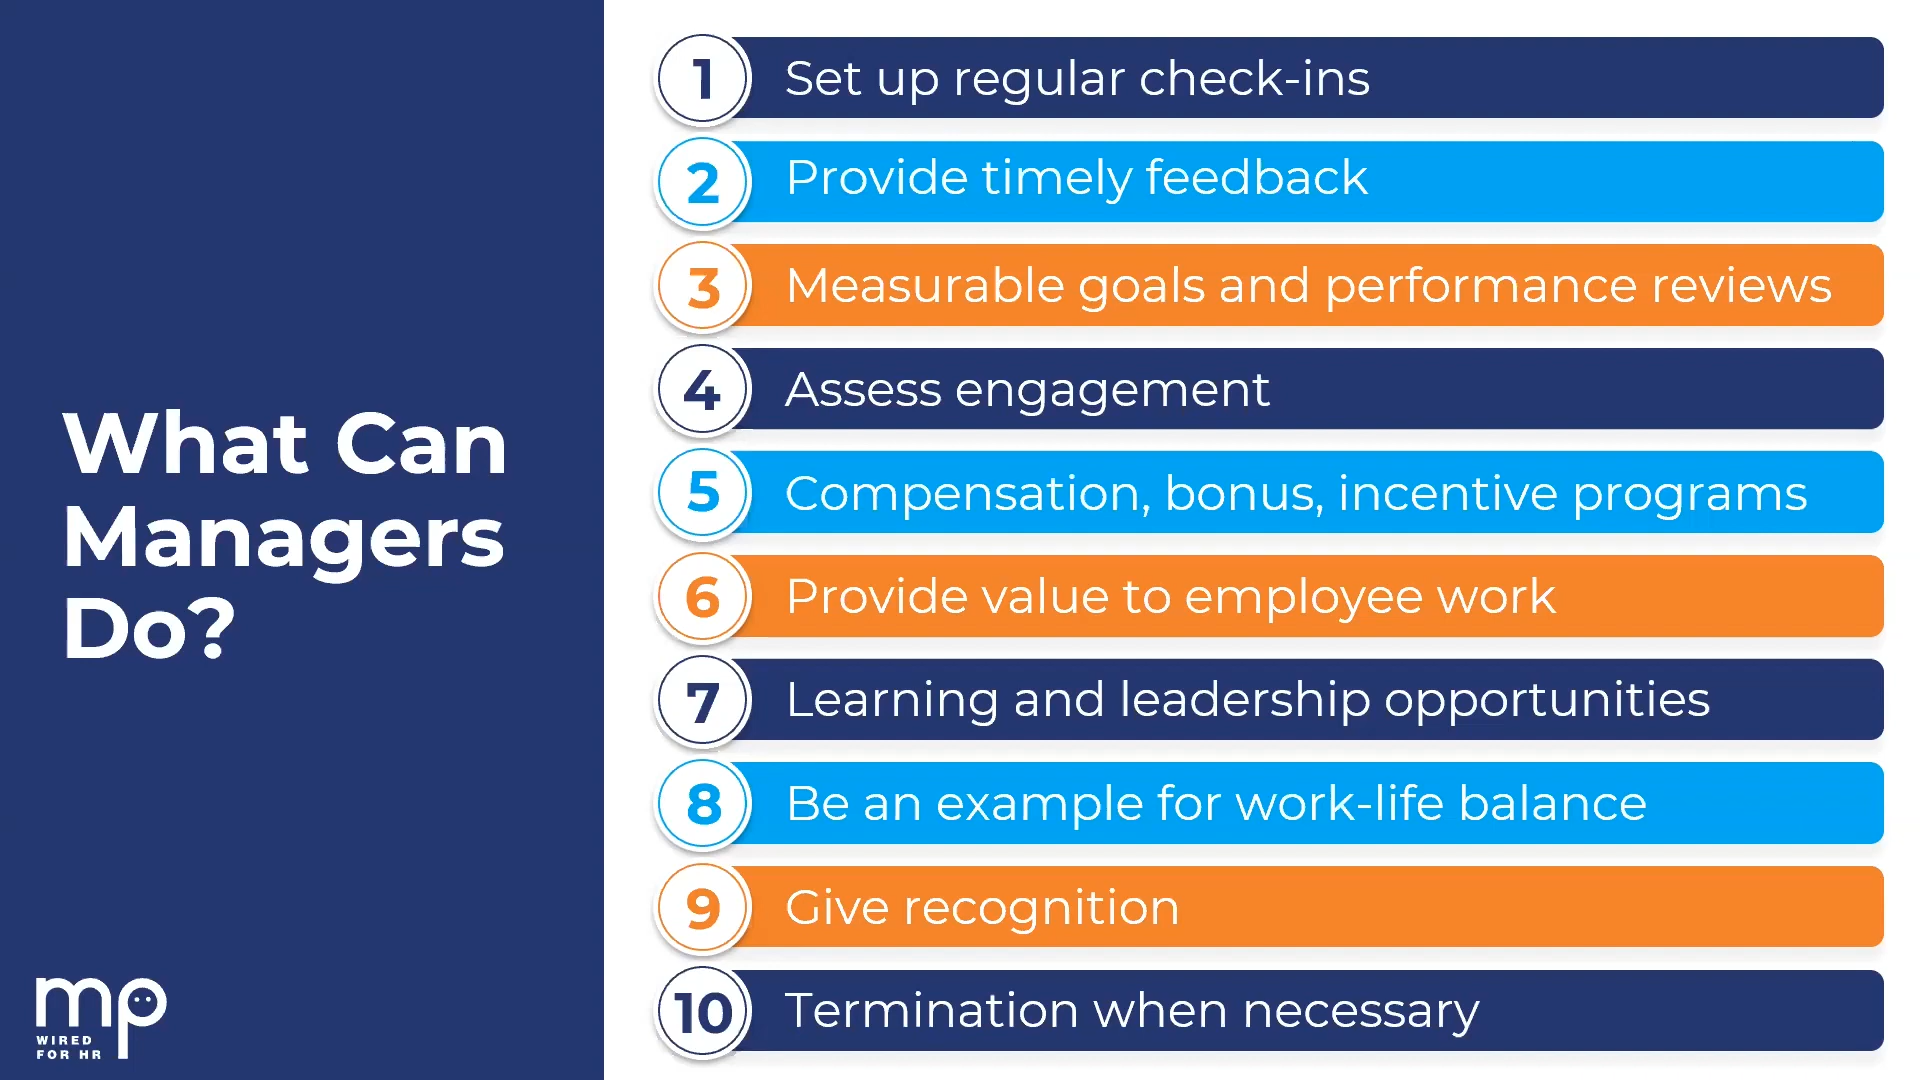 What Can
Managers
Do?
1 Set up regular check-ins
2 Provide timely feedback
3 Measurable goals and performance reviews
4 Assess engagement
5 Compensation, bonus, incentive programs
6 Provide value to employee work
7 Learning and leadership opportunities
8 Be an example for work-life balance
9 Give recognition
10 Termination when necessary
mp
WIRED
FOR HR